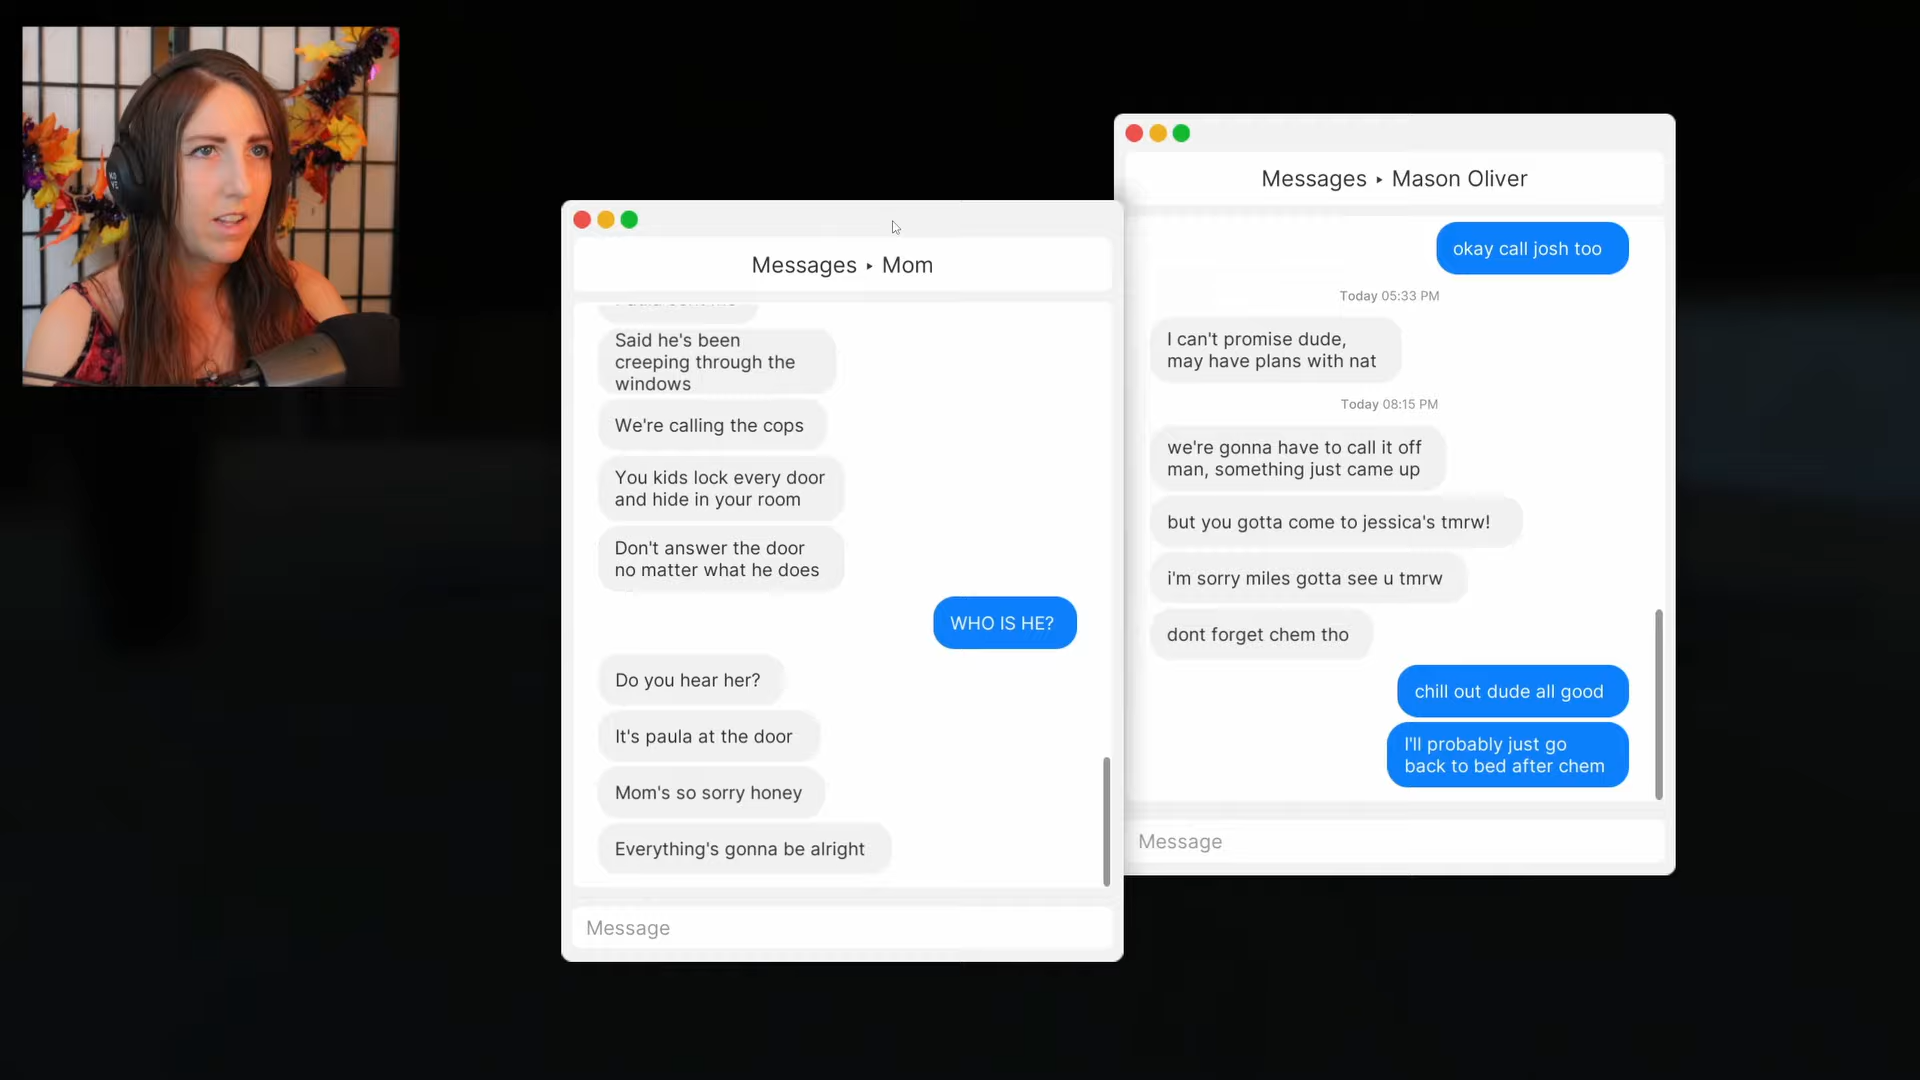 Messages ‣ Mom
Said he's been
creeping through the
windows
We're calling the cops
You kids lock every door
and hide in your room
Don't answer the door
no matter what he does
WHO IS HE?
Do you hear her?
It's paula at the door
Mom's so sorry honey
Everything's gonna be alright
Message
Messages ‣ Mason Oliver
okay call josh too
Today 05:33 PM
I can't promise dude,
may have plans with nat
Today 08:15 PM
we're gonna have to call it off
man, something just came up
but you gotta come to jessica's tmrw!
i'm sorry miles gotta see u tmrw
dont forget chem tho
chill out dude all good
I'll probably just go
back to bed after chem
Message